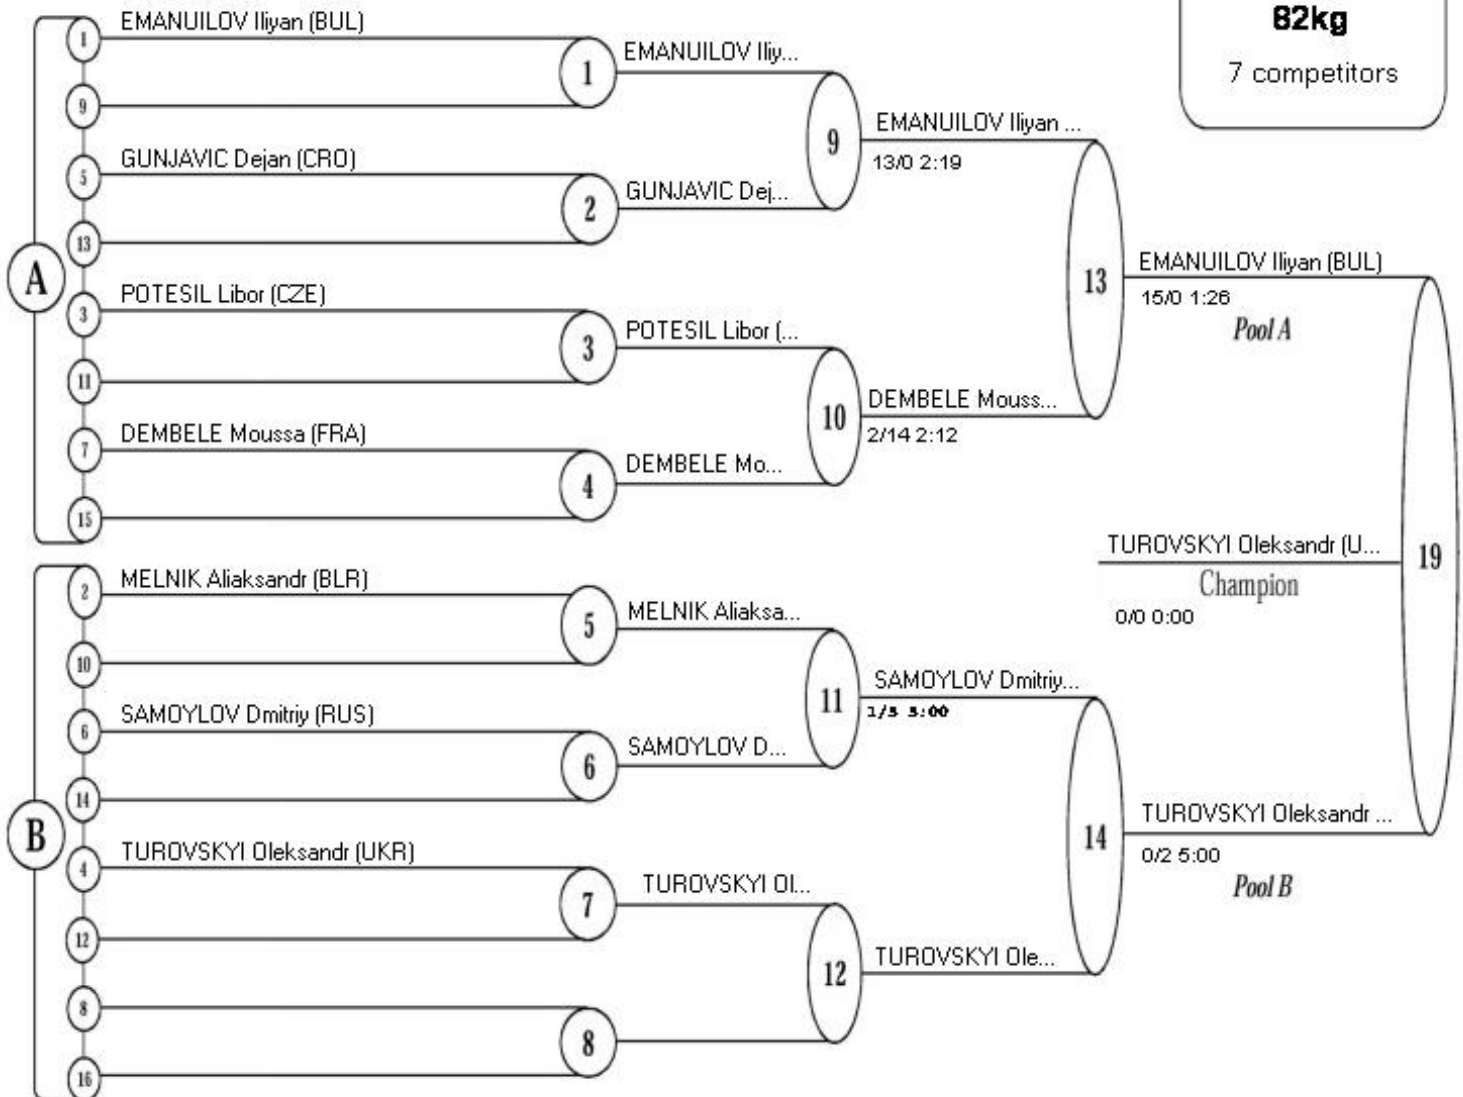 82kg
7 competitors
A
1
EMANUILOV Iliyan (BUL)
9
1
EMANUILOV Iliy...
5
GUNJAVIC Dejan (CRO)
13
2
GUNJAVIC Dej...
9
EMANUILOV Iliyan ...
13/0 2:19
3
POTESIL Libor (CZE)
11
3
POTESIL Libor (...
7
DEMBELE Moussa (FRA)
15
4
DEMBELE Mo...
10
DEMBELE Mouss...
2/14 2:12
13
EMANUILOV Iliyan (BUL)
15/0 1:26
Pool A
B
2
MELNIK Aliaksandr (BLR)
10
5
MELNIK Aliaksa...
6
SAMOYLOV Dmitriy (RUS)
14
6
SAMOYLOV D...
11
SAMOYLOV Dmitriy...
1/3 5:00
4
TUROVSKYI Oleksandr (UKR)
12
7
TUROVSKYI Ol...
8
16
8
12
TUROVSKYI Ole...
14
TUROVSKYI Oleksandr ...
0/2 5:00
Pool B
19
TUROVSKYI Oleksandr (U...
Champion
0/0 0:00